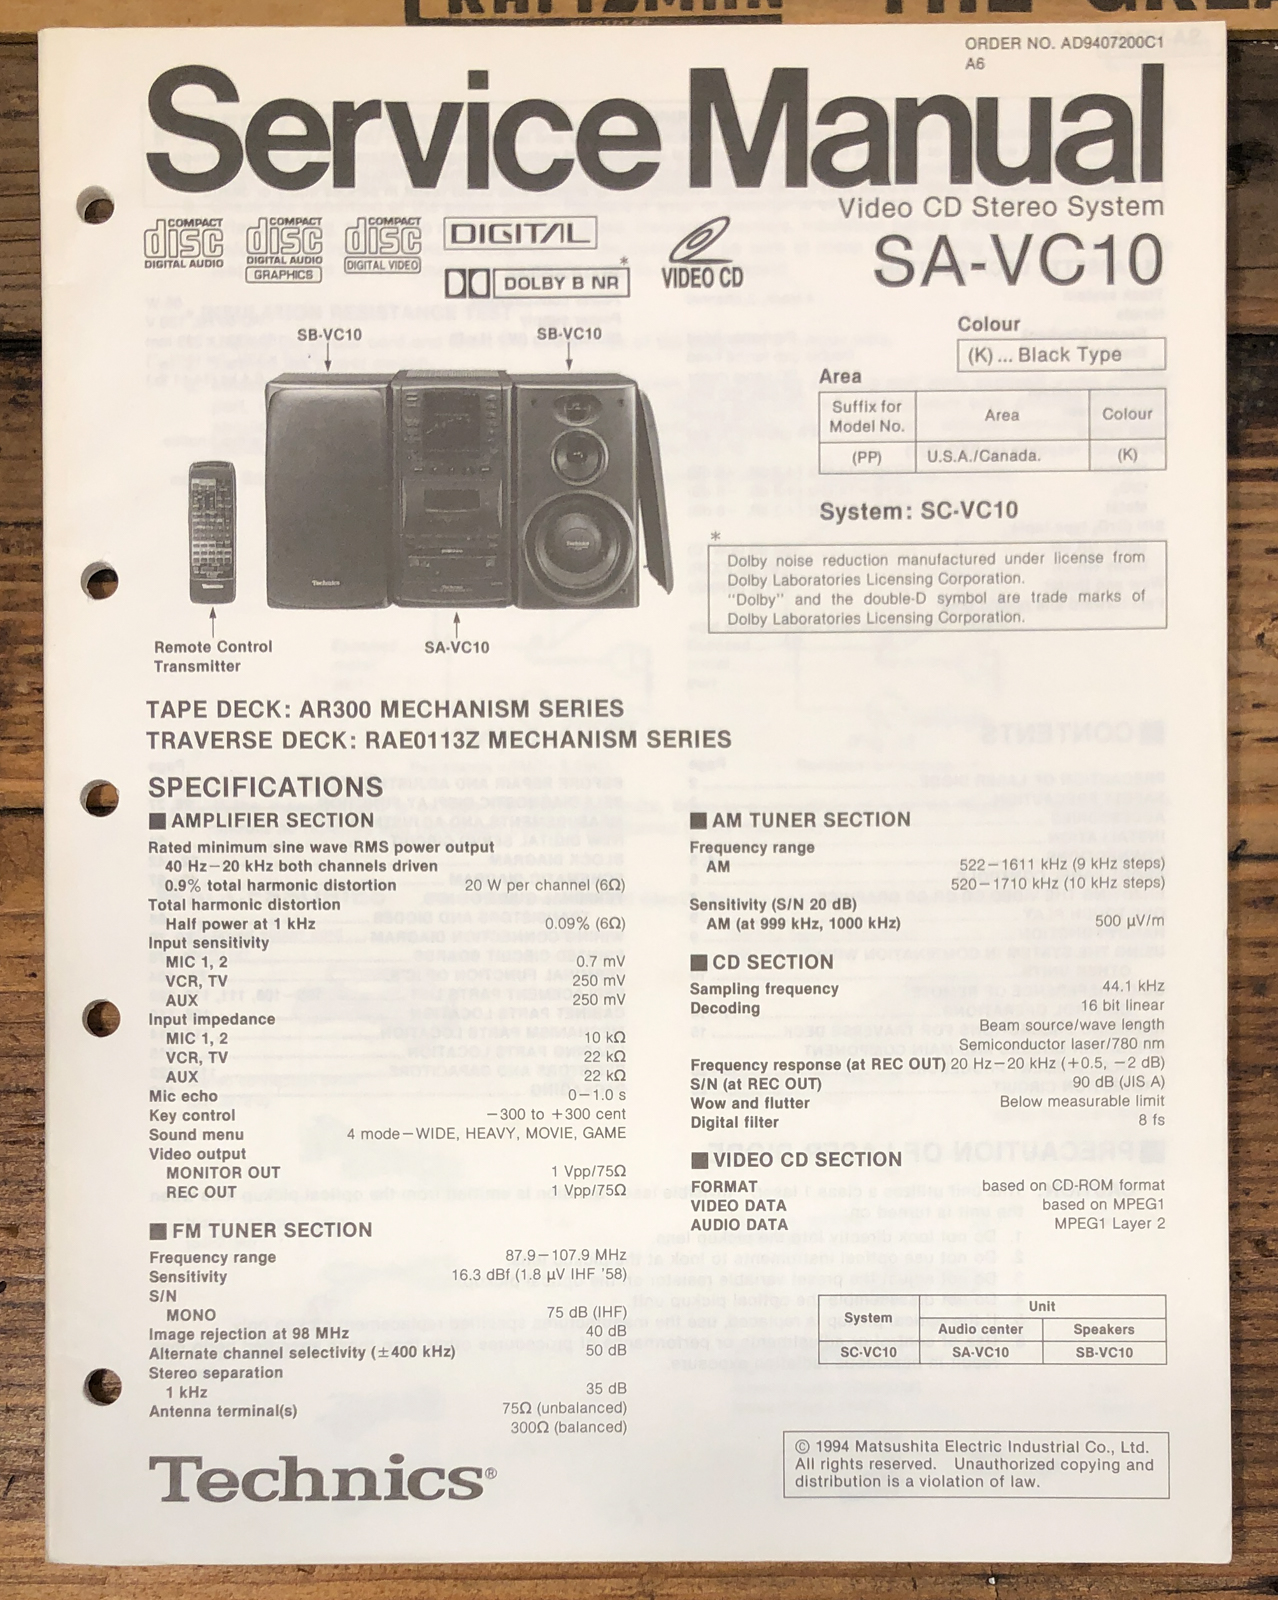 CRAFTSMAN
THE GREA
ORDER NO. AD9407200C1
A6
Service Manual
Video CD Stereo System
SA-VC10
COMPACT disc DIGITAL AUDIO
COMPACT disc DIGITAL AUDIO GRAPHICS
COMPACT disc DIGITAL VIDEO
DIGITAL
DOLBY B NR *
VIDEO CD
Colour
(K) ... Black Type
Area
Suffix for Model No. Area Colour
(PP) U.S.A./Canada. (K)
System: SC-VC10
*
Dolby noise reduction manufactured under license from
Dolby Laboratories Licensing Corporation.
"Dolby" and the double-D symbol are trade marks of
Dolby Laboratories Licensing Corporation.
SB-VC10
SB-VC10
Technics
Technics
Technics
Remote Control
Transmitter
SA-VC10
TAPE DECK: AR300 MECHANISM SERIES
TRAVERSE DECK: RAE0113Z MECHANISM SERIES
SPECIFICATIONS
■ AMPLIFIER SECTION
Rated minimum sine wave RMS power output
40 Hz–20 kHz both channels driven
0.9% total harmonic distortion 20 W per channel (6Ω)
Total harmonic distortion
Half power at 1 kHz 0.09% (6Ω)
Input sensitivity
MIC 1, 2 0.7 mV
VCR, TV 250 mV
AUX 250 mV
Input impedance
MIC 1, 2 10 kΩ
VCR, TV 22 kΩ
AUX 22 kΩ
Mic echo 0–1.0 s
Key control –300 to +300 cent
Sound menu 4 mode–WIDE, HEAVY, MOVIE, GAME
Video output
MONITOR OUT 1 Vpp/75Ω
REC OUT 1 Vpp/75Ω
■ FM TUNER SECTION
Frequency range 87.9–107.9 MHz
Sensitivity 16.3 dBf (1.8 μV IHF '58)
S/N
MONO 75 dB (IHF)
Image rejection at 98 MHz 40 dB
Alternate channel selectivity (±400 kHz) 50 dB
Stereo separation
1 kHz 35 dB
Antenna terminal(s) 75Ω (unbalanced)
300Ω (balanced)
■ AM TUNER SECTION
Frequency range
AM 522–1611 kHz (9 kHz steps)
520–1710 kHz (10 kHz steps)
Sensitivity (S/N 20 dB)
AM (at 999 kHz, 1000 kHz) 500 μV/m
■ CD SECTION
Sampling frequency 44.1 kHz
Decoding 16 bit linear
Beam source/wave length
Semiconductor laser/780 nm
Frequency response (at REC OUT) 20 Hz–20 kHz (+0.5, –2 dB)
S/N (at REC OUT) 90 dB (JIS A)
Wow and flutter Below measurable limit
Digital filter 8 fs
■ VIDEO CD SECTION
FORMAT based on CD-ROM format
VIDEO DATA based on MPEG1
AUDIO DATA MPEG1 Layer 2
System Unit
Audio center Speakers
SC-VC10 SA-VC10 SB-VC10
Technics®
© 1994 Matsushita Electric Industrial Co., Ltd.
All rights reserved. Unauthorized copying and
distribution is a violation of law.